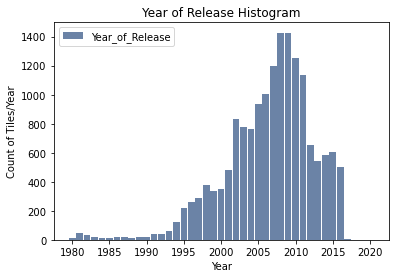 Year of Release Histogram
Year_of_Release
Count of Tiles/Year
1400
1200
1000
800
600
400
200
0
1980 1985 1990 1995 2000 2005 2010 2015 2020
Year